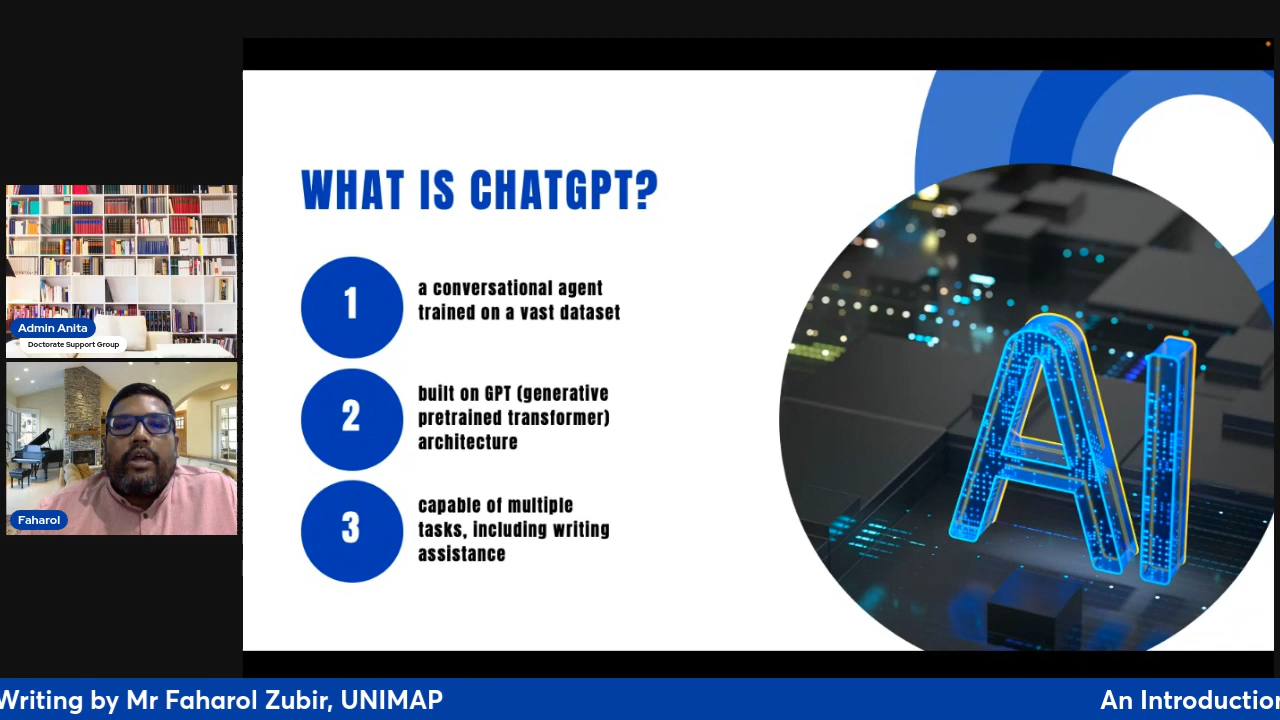 WHAT IS CHATGPT?
1
a conversational agent
trained on a vast dataset
2
built on GPT (generative
pretrained transformer)
architecture
3
capable of multiple
tasks, including writing
assistance
AI
Admin Anita
Doctorate Support Group
Faharol
Writing by Mr Faharol Zubir, UNIMAP
An Introduction